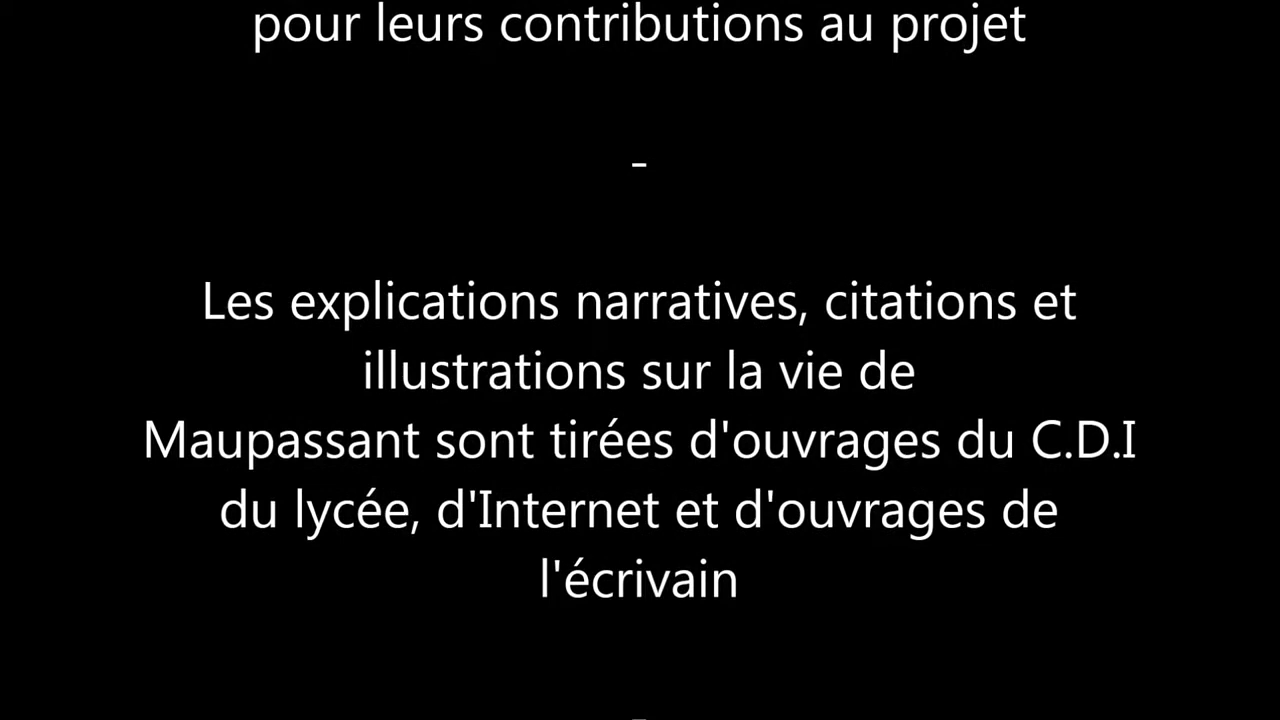 pour leurs contributions au projet
-
Les explications narratives, citations et
illustrations sur la vie de
Maupassant sont tirées d'ouvrages du C.D.I
du lycée, d'Internet et d'ouvrages de
l'écrivain
-